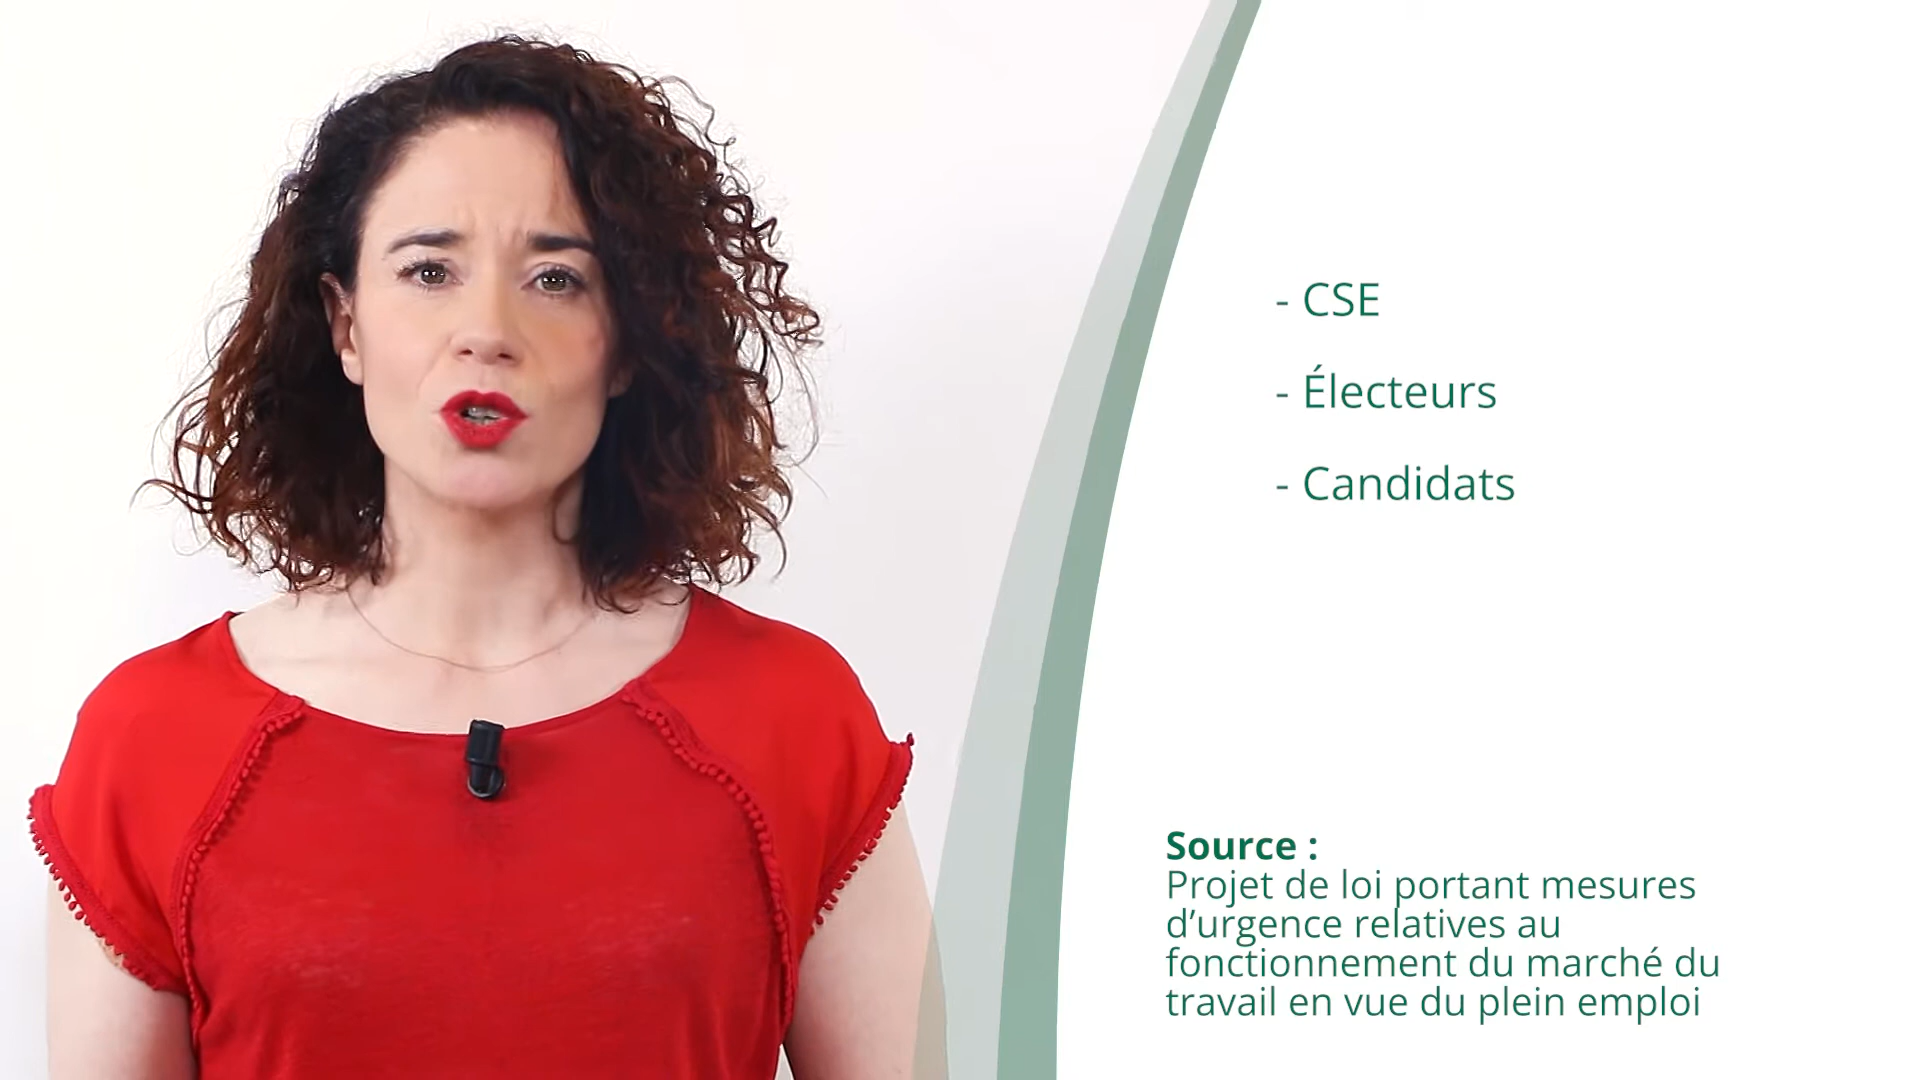 - CSE
- Électeurs
- Candidats
Source :
Projet de loi portant mesures
d’urgence relatives au
fonctionnement du marché du
travail en vue du plein emploi